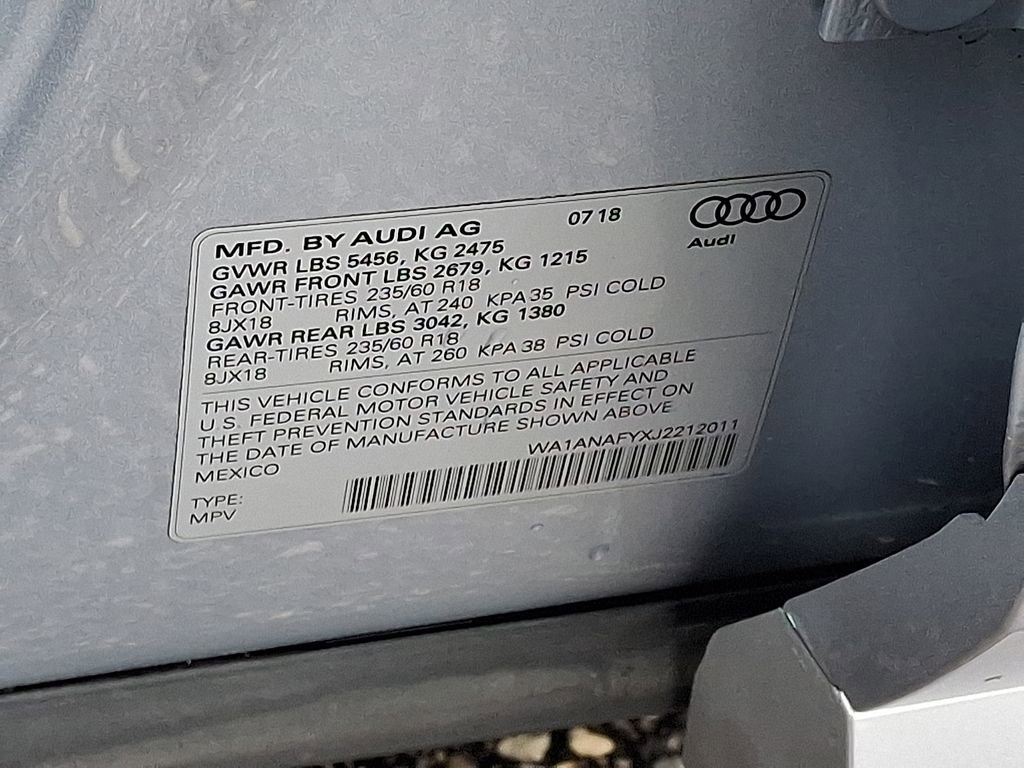 MFD. BY AUDI AG 0718
Audi
GVWR LBS 5456, KG 2475
GAWR FRONT LBS 2679, KG 1215
FRONT-TIRES 235/60 R18
8JX18 RIMS, AT 240 KPA 35 PSI COLD
GAWR REAR LBS 3042, KG 1380
REAR-TIRES 235/60 R18
8JX18 RIMS, AT 260 KPA 38 PSI COLD
THIS VEHICLE CONFORMS TO ALL APPLICABLE
U.S. FEDERAL MOTOR VEHICLE SAFETY AND
THEFT PREVENTION STANDARDS IN EFFECT ON
THE DATE OF MANUFACTURE SHOWN ABOVE
MEXICO WA1ANAFYXJ2212011
TYPE:
MPV